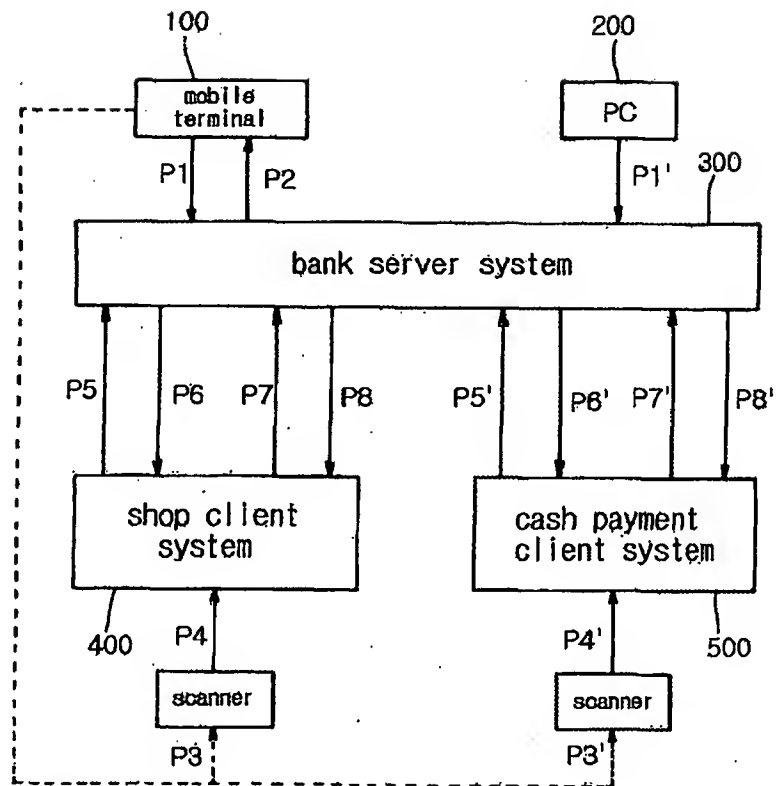 100
200
mobile
terminal
PC
P1
P2
P1'
300
bank server system
P5
P6
P7
P8
P5'
P6'
P7'
P8'
shop client
system
cash payment
client system
400
P4
P4'
500
scanner
scanner
P3
P3'